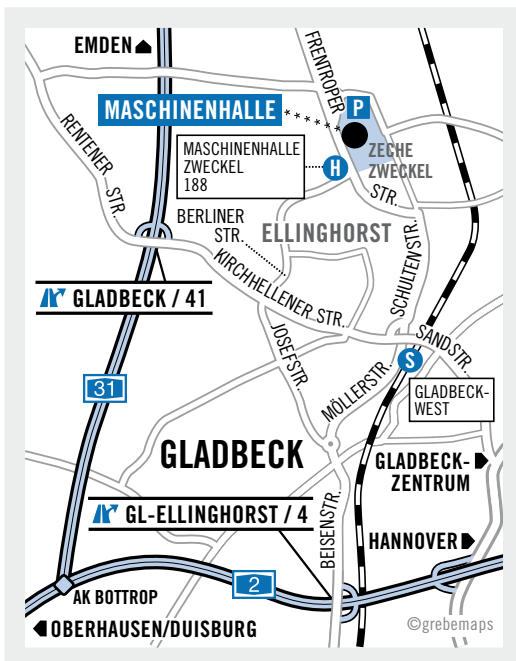 EMDEN
FRENTROPER
MASCHINENHALLE
P
RENTENER
STR.
MASCHINENHALLE
ZWECKEL
188
H
ZECHE
ZWECKEL
STR.
BERLINER
STR.
ELLINGHORST
KIRCHHELLENER STR.
SCHULTENSTR.
GLADBECK / 41
JOSEFSTR.
SANDSTR.
S
31
MÖLLERSTR.
GLADBECK-
WEST
GLADBECK
GLADBECK-
ZENTRUM
GL-ELLINGHORST / 4
BEISENSTR.
HANNOVER
2
AK BOTTROP
©grebemaps
OBERHAUSEN/DUISBURG